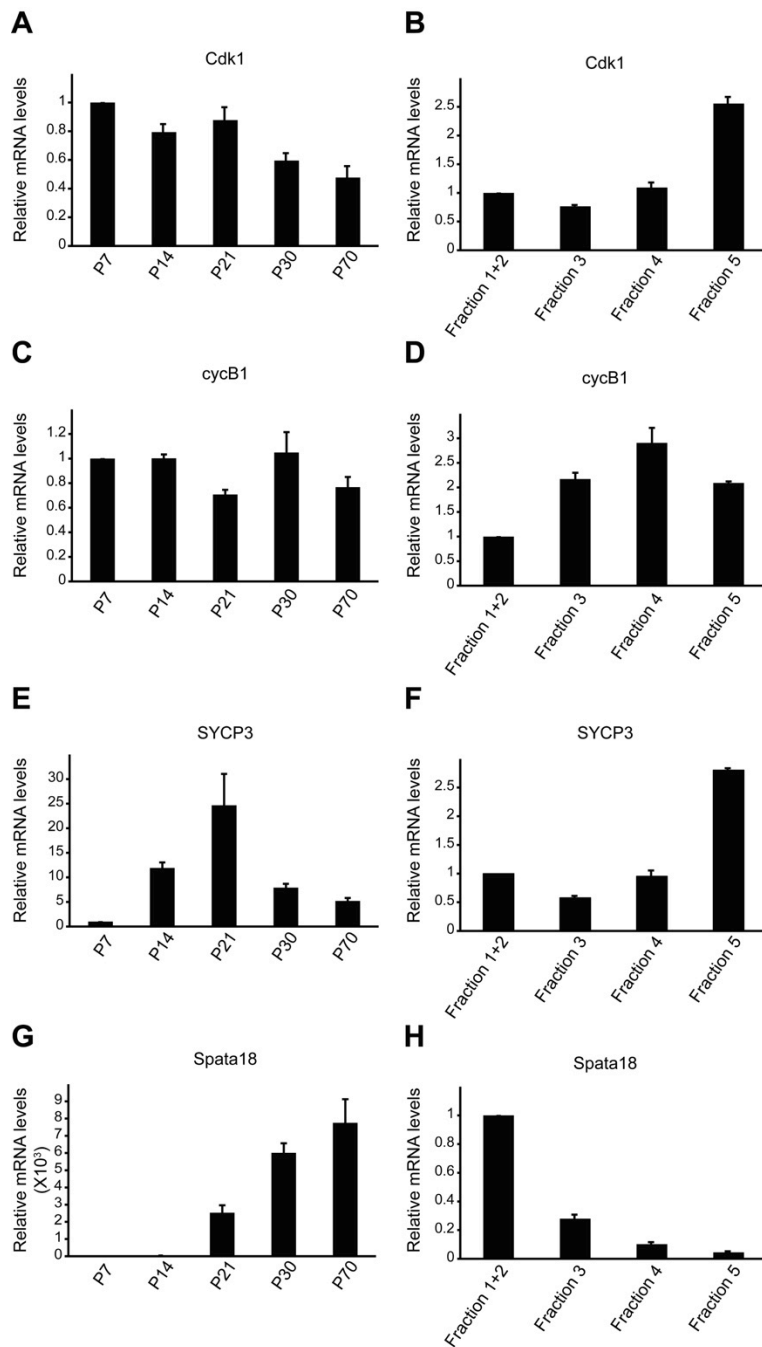 A
Cdk1
Relative mRNA levels
1
0.8
0.6
0.4
0.2
0
P7
P14
P21
P30
P70
B
Cdk1
Relative mRNA levels
2.5
2
1.5
1
0.5
0
Fraction 1+2
Fraction 3
Fraction 4
Fraction 5
C
cycB1
Relative mRNA levels
1.2
1
0.8
0.6
0.4
0.2
0
P7
P14
P21
P30
P70
D
cycB1
Relative mRNA levels
3
2.5
2
1.5
1
0.5
0
Fraction 1+2
Fraction 3
Fraction 4
Fraction 5
E
SYCP3
Relative mRNA levels
30
25
20
15
10
5
0
P7
P14
P21
P30
P70
F
SYCP3
Relative mRNA levels
2.5
2
1.5
1
0.5
0
Fraction 1+2
Fraction 3
Fraction 4
Fraction 5
G
Spata18
Relative mRNA levels
(X10³)
9
8
7
6
5
4
3
2
1
0
P7
P14
P21
P30
P70
H
Spata18
Relative mRNA levels
1
0.8
0.6
0.4
0.2
0
Fraction 1+2
Fraction 3
Fraction 4
Fraction 5